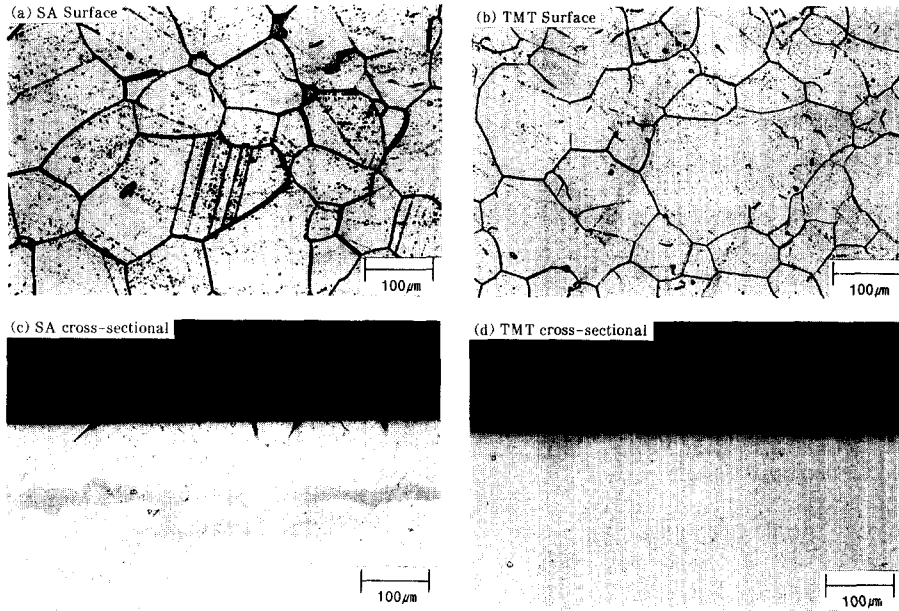 (a) SA Surface
(b) TMT Surface
100μm
100μm
(c) SA cross-sectional
(d) TMT cross-sectional
100μm
100μm